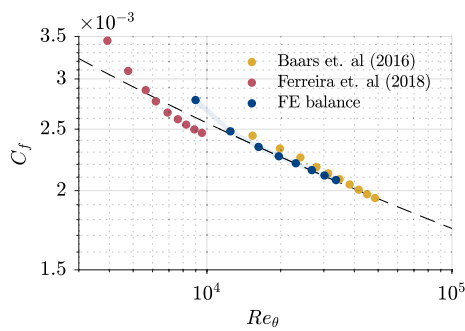 ×10⁻³
3.5
3
2.5
2
1.5
C_f
Baars et. al (2016)
Ferreira et. al (2018)
FE balance
10⁴
10⁵
Re_θ